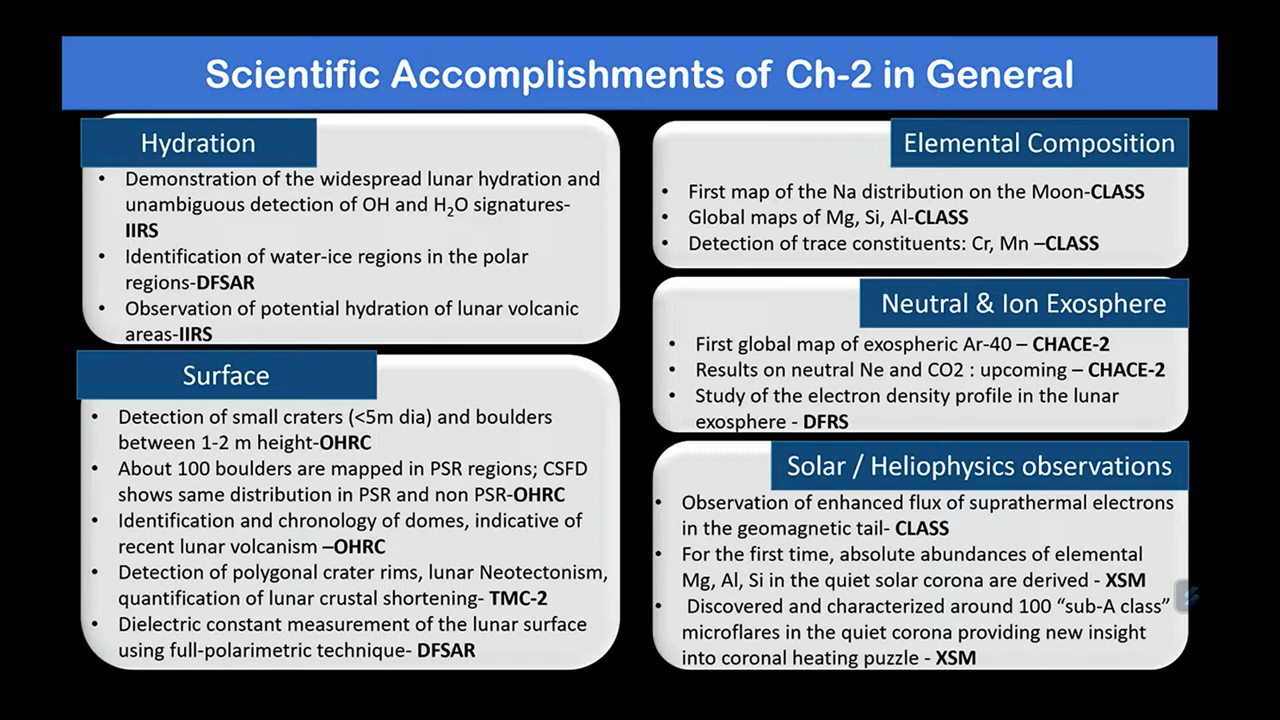 Scientific Accomplishments of Ch-2 in General
Hydration
• Demonstration of the widespread lunar hydration and
unambiguous detection of OH and H₂O signatures-
IIRS
• Identification of water-ice regions in the polar
regions-DFSAR
• Observation of potential hydration of lunar volcanic
areas-IIRS
Surface
• Detection of small craters (<5m dia) and boulders
between 1-2 m height-OHRC
• About 100 boulders are mapped in PSR regions; CSFD
shows same distribution in PSR and non PSR-OHRC
• Identification and chronology of domes, indicative of
recent lunar volcanism –OHRC
• Detection of polygonal crater rims, lunar Neotectonism,
quantification of lunar crustal shortening- TMC-2
• Dielectric constant measurement of the lunar surface
using full-polarimetric technique- DFSAR
Elemental Composition
• First map of the Na distribution on the Moon-CLASS
• Global maps of Mg, Si, Al-CLASS
• Detection of trace constituents: Cr, Mn –CLASS
Neutral & Ion Exosphere
• First global map of exospheric Ar-40 – CHACE-2
• Results on neutral Ne and CO2 : upcoming – CHACE-2
• Study of the electron density profile in the lunar
exosphere - DFRS
Solar / Heliophysics observations
• Observation of enhanced flux of suprathermal electrons
in the geomagnetic tail- CLASS
• For the first time, absolute abundances of elemental
Mg, Al, Si in the quiet solar corona are derived - XSM
• Discovered and characterized around 100 “sub-A class”
microflares in the quiet corona providing new insight
into coronal heating puzzle - XSM